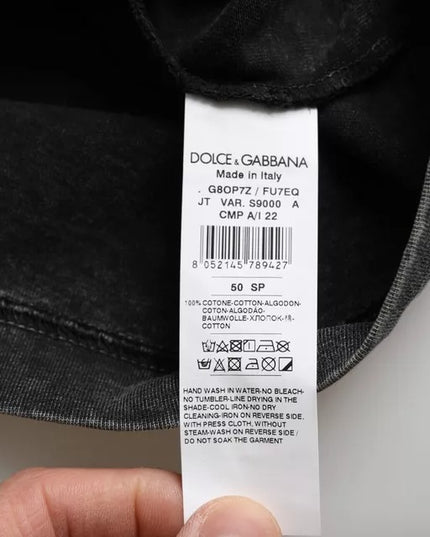 DOLCE & GABBANA
Made in Italy
. G8OP7Z / FU7EQ
JT VAR. S9000 A
CMP A/I 22
8 052145 789427
50 SP
100% COTONE-COTTON-ALGODON-
COTON-ALGODÃO-
BAUMWOLLE-ХЛОПОК-棉-
COTTON
HAND WASH IN WATER-NO BLEACH-
NO TUMBLER-LINE DRYING IN THE
SHADE-COOL IRON-NO DRY
CLEANING-IRON ON REVERSE SIDE,
WITH PRESS CLOTH, WITHOUT
STEAM-WASH ON REVERSE SIDE /
DO NOT SOAK THE GARMENT